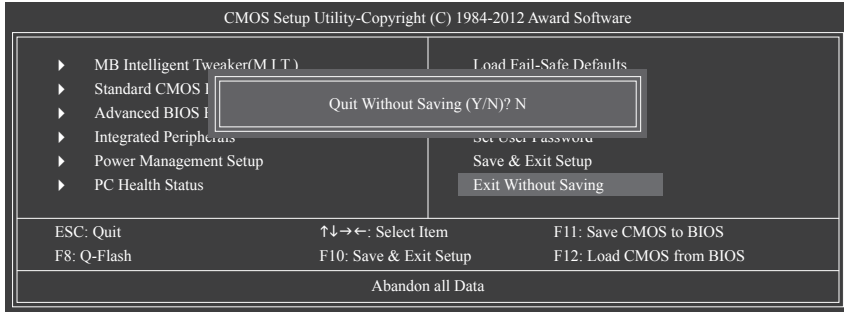 CMOS Setup Utility-Copyright (C) 1984-2012 Award Software
MB Intelligent Tweaker(M.I.T.)
Standard CMOS
Advanced BIOS
Integrated Peripherals
Power Management Setup
PC Health Status
Load Fail-Safe Defaults
Set User Password
Save & Exit Setup
Exit Without Saving
Quit Without Saving (Y/N)? N
ESC: Quit ↑↓→←: Select Item F11: Save CMOS to BIOS
F8: Q-Flash F10: Save & Exit Setup F12: Load CMOS from BIOS
Abandon all Data